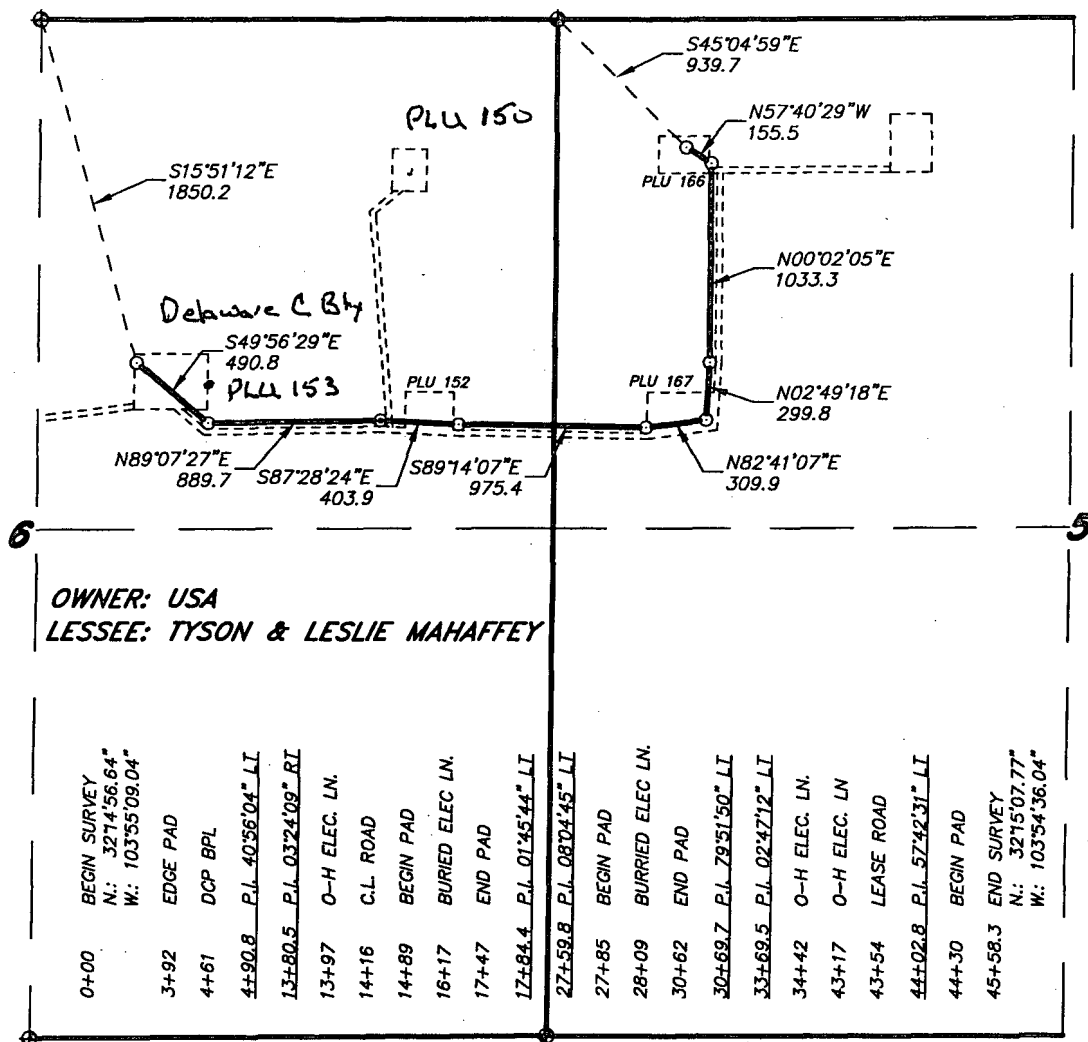 S45°04'59"E
939.7
PLU 150
N57°40'29"W
155.5
S15°51'12"E
1850.2
PLU 166
N00°02'05"E
1033.3
Delaware C Bty
S49°56'29"E
490.8
PLU 153
PLU 152
PLU 167
N02°49'18"E
299.8
N89°07'27"E
889.7
S87°28'24"E
403.9
S89°14'07"E
975.4
N82°41'07"E
309.9
6
5
OWNER: USA
LESSEE: TYSON & LESLIE MAHAFFEY
0+00 BEGIN SURVEY
N.: 32°14'56.64"
W.: 103°55'09.04"
3+92 EDGE PAD
4+61 DCP BPL
4+90.8 P.I. 40°56'04" LT
13+80.5 P.I. 03°24'09" RT
13+97 O-H ELEC. LN.
14+16 C.L. ROAD
14+89 BEGIN PAD
16+17 BURIED ELEC LN.
17+47 END PAD
17+84.4 P.I. 01°45'44" LT
27+59.8 P.I. 08°04'45" LT
27+85 BEGIN PAD
28+09 BURRIED ELEC LN.
30+62 END PAD
30+69.7 P.I. 79°51'50" LT
33+69.5 P.I. 02°47'12" LT
34+42 O-H ELEC. LN.
43+17 O-H ELEC. LN
43+54 LEASE ROAD
44+02.8 P.I. 57°42'31" LT
44+30 BEGIN PAD
45+58.3 END SURVEY
N.: 32°15'07.77"
W.: 103°54'36.04"